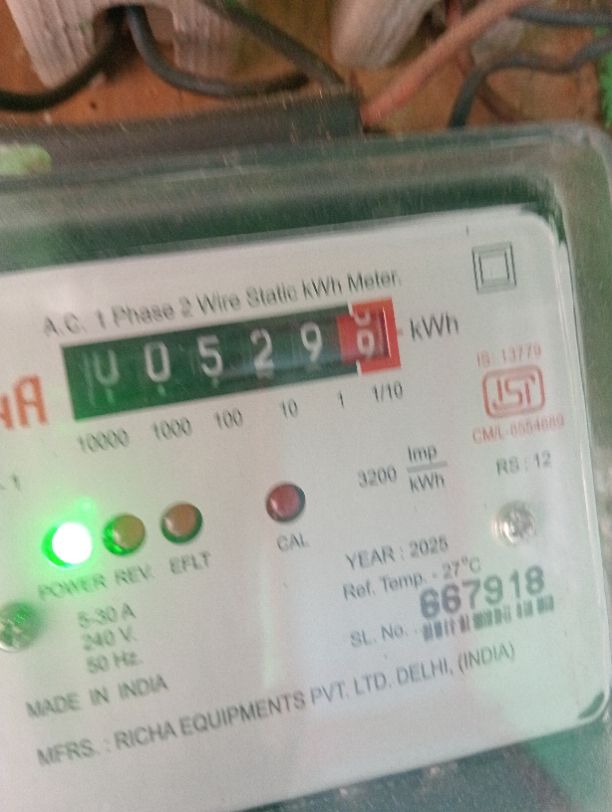 A.C. 1 Phase 2 Wire Static kWh Meter.
0 0 5 2 9 kWh
10000 1000 100 10 1 1/10
IS: 13779
ISI
3200 Imp
kWh
RS : 12
POWER REV. EFLT CAL
YEAR : 2025
Ref. Temp. - 27°C
667918
SL. No.
5-30 A
240 V.
50 Hz.
MADE IN INDIA
MFRS. : RICHA EQUIPMENTS PVT. LTD. DELHI, (INDIA)